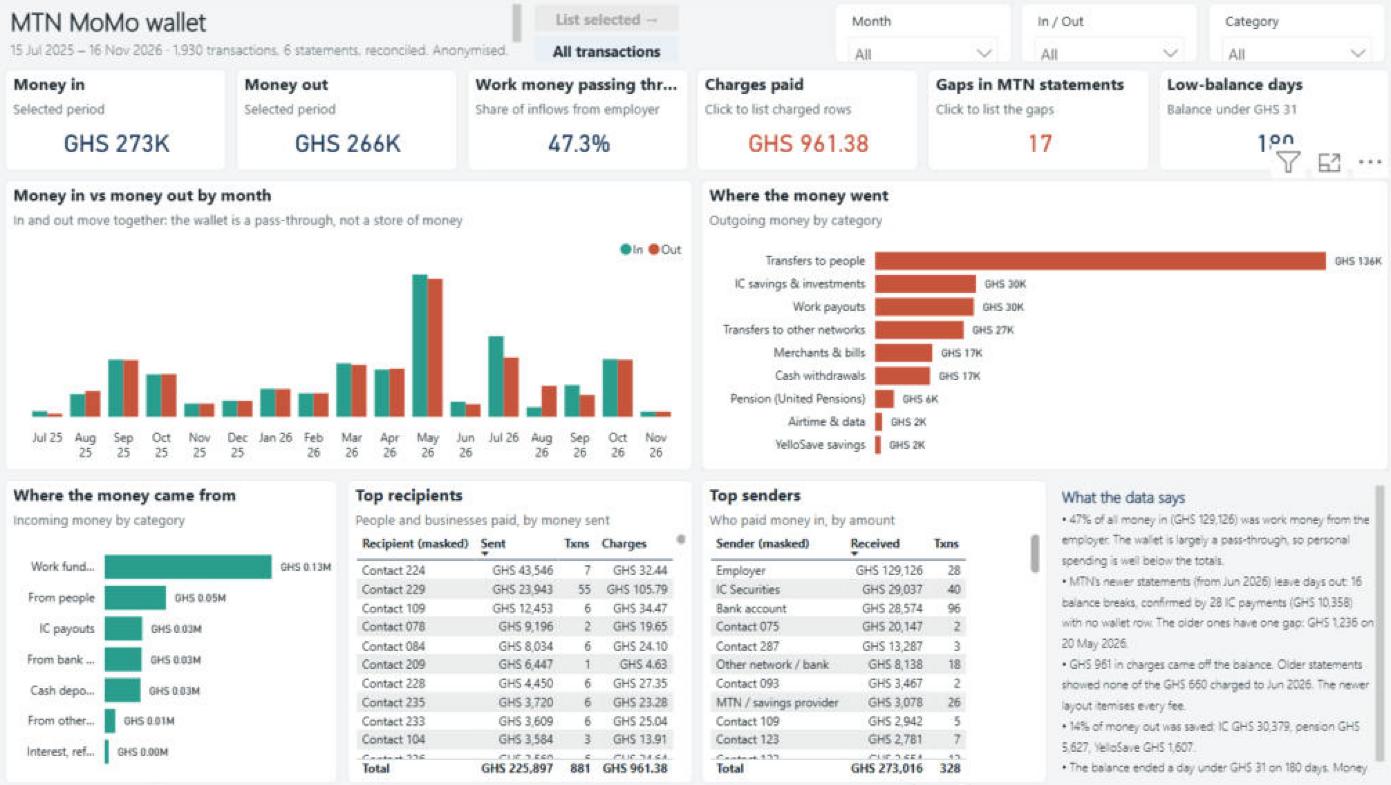 MTN MoMo wallet
15 Jul 2025 – 16 Nov 2026 · 1,930 transactions, 6 statements, reconciled. Anonymised.
List selected →
All transactions
Month
All
In / Out
All
Category
All
Money in
Selected period
GHS 273K
Money out
Selected period
GHS 266K
Work money passing thr...
Share of inflows from employer
47.3%
Charges paid
Click to list charged rows
GHS 961.38
Gaps in MTN statements
Click to list the gaps
17
Low-balance days
Balance under GHS 31
180
Money in vs money out by month
In and out move together: the wallet is a pass-through, not a store of money
In Out
Jul 25 Aug 25 Sep 25 Oct 25 Nov 25 Dec 25 Jan 26 Feb 26 Mar 26 Apr 26 May 26 Jun 26 Jul 26 Aug 26 Sep 26 Oct 26 Nov 26
Where the money went
Outgoing money by category
Transfers to people GHS 136K
IC savings & investments GHS 30K
Work payouts GHS 30K
Transfers to other networks GHS 27K
Merchants & bills GHS 17K
Cash withdrawals GHS 17K
Pension (United Pensions) GHS 6K
Airtime & data GHS 2K
YelloSave savings GHS 2K
Where the money came from
Incoming money by category
Work fund... GHS 0.13M
From people GHS 0.05M
IC payouts GHS 0.03M
From bank ... GHS 0.03M
Cash depo... GHS 0.03M
From other... GHS 0.01M
Interest, ref... GHS 0.00M
Top recipients
People and businesses paid, by money sent
Recipient (masked) Sent Txns Charges
Contact 224 GHS 43,546 7 GHS 32.44
Contact 229 GHS 23,943 55 GHS 105.79
Contact 109 GHS 12,453 6 GHS 34.47
Contact 078 GHS 9,196 2 GHS 19.65
Contact 084 GHS 8,034 6 GHS 24.10
Contact 209 GHS 6,447 1 GHS 4.63
Contact 228 GHS 4,450 6 GHS 27.35
Contact 235 GHS 3,720 6 GHS 23.28
Contact 233 GHS 3,609 6 GHS 25.04
Contact 104 GHS 3,584 3 GHS 13.91
Total GHS 225,897 881 GHS 961.38
Top senders
Who paid money in, by amount
Sender (masked) Received Txns
Employer GHS 129,126 28
IC Securities GHS 29,037 40
Bank account GHS 28,574 96
Contact 075 GHS 20,147 2
Contact 287 GHS 13,287 3
Other network / bank GHS 8,138 18
Contact 093 GHS 3,467 2
MTN / savings provider GHS 3,078 26
Contact 109 GHS 2,942 5
Contact 123 GHS 2,781 7
Total GHS 273,016 328
What the data says
• 47% of all money in (GHS 129,126) was work money from the
employer. The wallet is largely a pass-through, so personal
spending is well below the totals.
• MTN's newer statements (from Jun 2026) leave days out: 16
balance breaks, confirmed by 28 IC payments (GHS 10,358)
with no wallet row. The older ones have one gap: GHS 1,236 on
20 May 2026.
• GHS 961 in charges came off the balance. Older statements
showed none of the GHS 660 charged to Jun 2026. The newer
layout itemises every fee.
• 14% of money out was saved: IC GHS 30,379, pension GHS
5,627, YelloSave GHS 1,607.
• The balance ended a day under GHS 31 on 180 days. Money